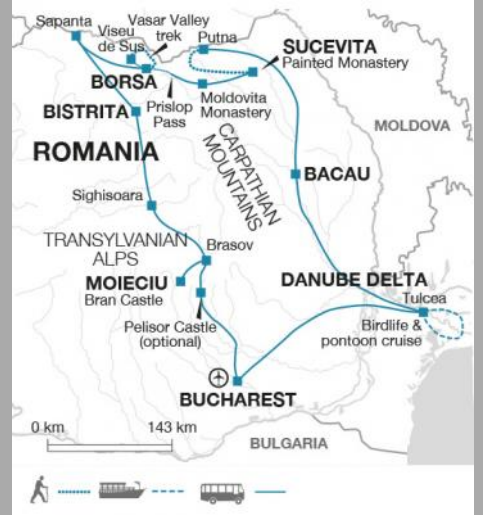 Sapanta
Viseu
de Sus
Vasar Valley
trek
Putna
SUCEVITA
Painted Monastery
BORSA
Prislop
Pass
Moldovita
Monastery
BISTRITA
MOLDOVA
ROMANIA
CARPATHIAN
MOUNTAINS
BACAU
Sighisoara
TRANSYLVANIAN
ALPS
Brasov
MOIECIU
Bran Castle
DANUBE DELTA
Tulcea
Birdlife &
pontoon cruise
Pelisor Castle
(optional)
BUCHAREST
0 km
143 km
BULGARIA